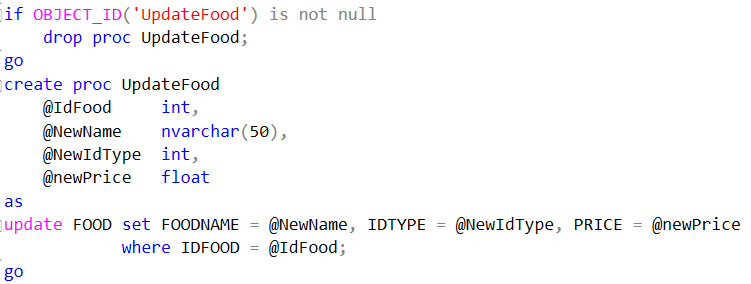 if OBJECT_ID('UpdateFood') is not null
    drop proc UpdateFood;
go
create proc UpdateFood
    @IdFood     int,
    @NewName    nvarchar(50),
    @NewIdType  int,
    @newPrice   float
as
update FOOD set FOODNAME = @NewName, IDTYPE = @NewIdType, PRICE = @newPrice
            where IDFOOD = @IdFood;
go